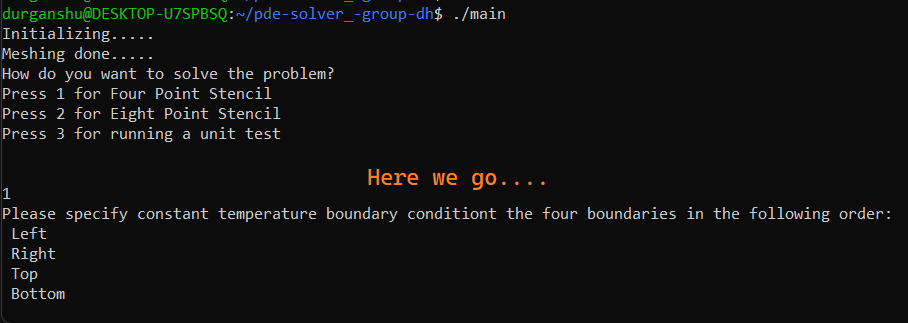 durganshu@DESKTOP-U7SPBSQ:~/pde-solver_-group-dh$ ./main
Initializing.....
Meshing done.....
How do you want to solve the problem?
Press 1 for Four Point Stencil
Press 2 for Eight Point Stencil
Press 3 for running a unit test
Here we go....
1
Please specify constant temperature boundary conditiont the four boundaries in the following order:
Left
Right
Top
Bottom